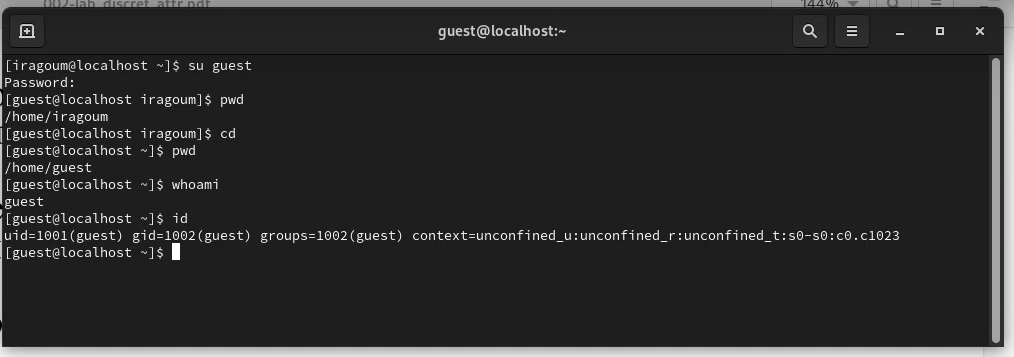 002-lab_discret_attr.pdf
144%
guest@localhost:~
[iragoum@localhost ~]$ su guest
Password:
[guest@localhost iragoum]$ pwd
/home/iragoum
[guest@localhost iragoum]$ cd
[guest@localhost ~]$ pwd
/home/guest
[guest@localhost ~]$ whoami
guest
[guest@localhost ~]$ id
uid=1001(guest) gid=1002(guest) groups=1002(guest) context=unconfined_u:unconfined_r:unconfined_t:s0-s0:c0.c1023
[guest@localhost ~]$